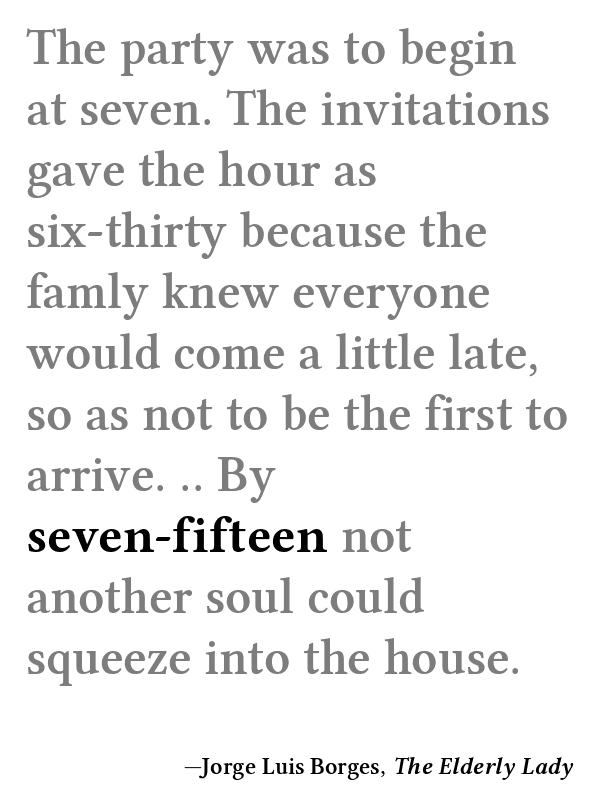 The party was to begin
at seven. The invitations
gave the hour as
six-thirty because the
famly knew everyone
would come a little late,
so as not to be the first to
arrive. .. By
seven-fifteen not
another soul could
squeeze into the house.
—Jorge Luis Borges, The Elderly Lady